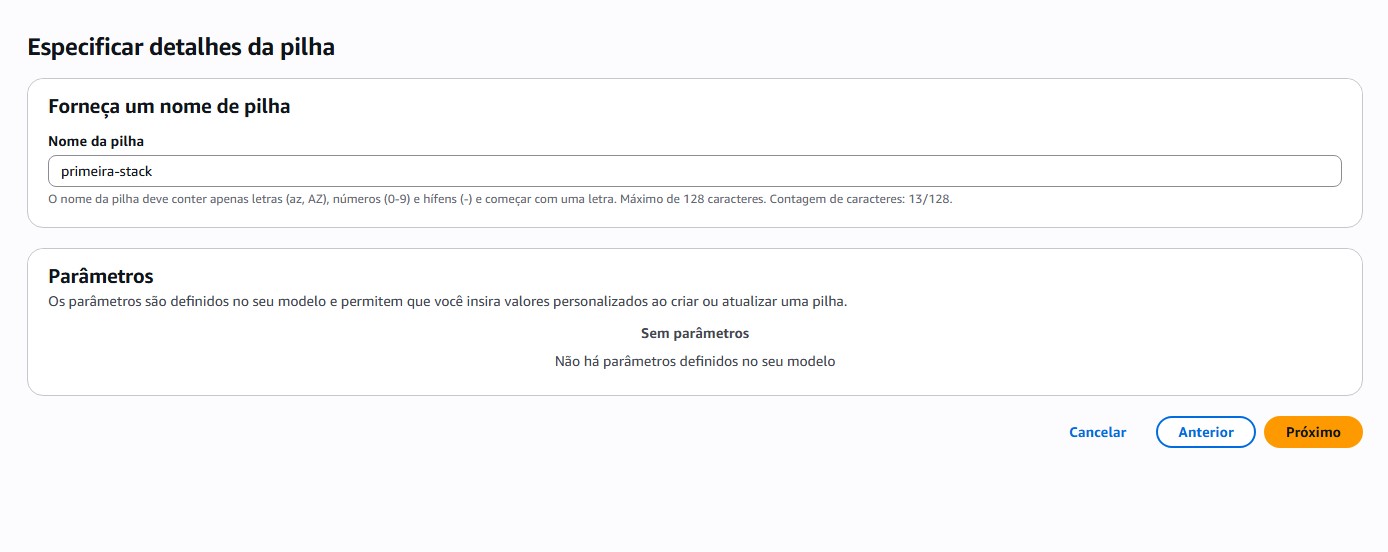 Especificar detalhes da pilha
Forneça um nome de pilha
Nome da pilha
primeira-stack
O nome da pilha deve conter apenas letras (az, AZ), números (0-9) e hífens (-) e começar com uma letra. Máximo de 128 caracteres. Contagem de caracteres: 13/128.
Parâmetros
Os parâmetros são definidos no seu modelo e permitem que você insira valores personalizados ao criar ou atualizar uma pilha.
Sem parâmetros
Não há parâmetros definidos no seu modelo
Cancelar
Anterior
Próximo